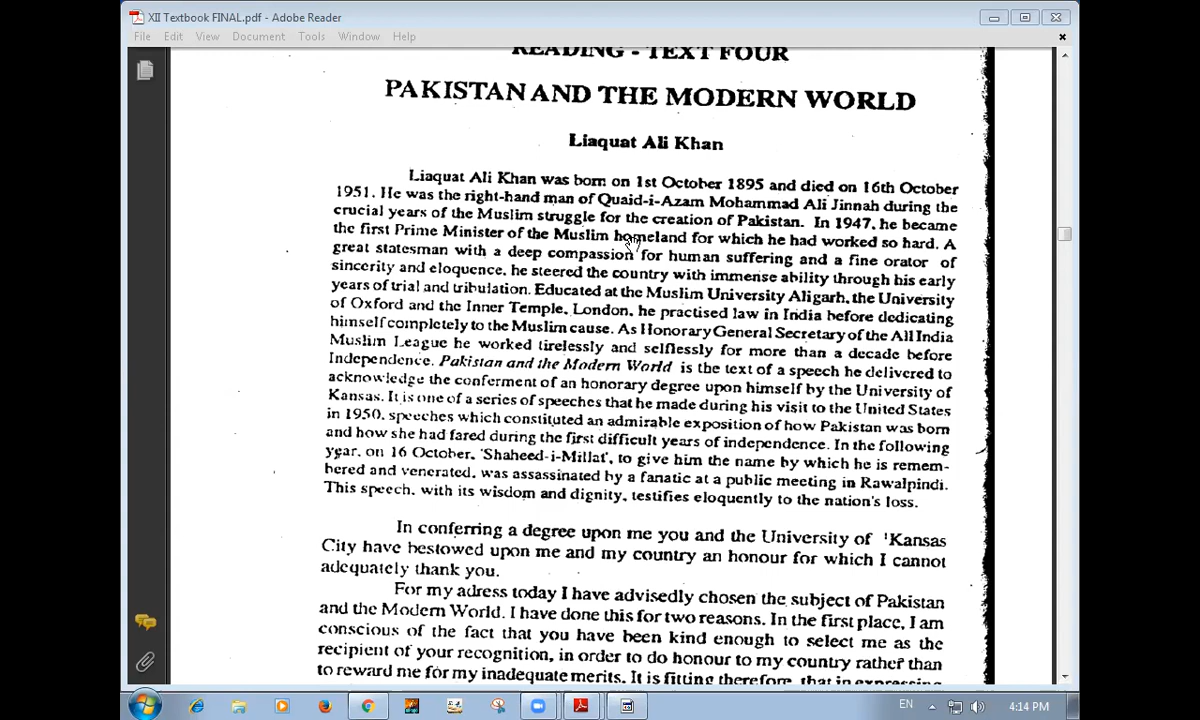 XII Textbook FINAL.pdf - Adobe Reader
File Edit View Document Tools Window Help
READING - TEXT FOUR
PAKISTAN AND THE MODERN WORLD
Liaquat Ali Khan
Liaquat Ali Khan was born on 1st October 1895 and died on 16th October
1951. He was the right-hand man of Quaid-i-Azam Mohammad Ali Jinnah during the
crucial years of the Muslim struggle for the creation of Pakistan. In 1947, he became
the first Prime Minister of the Muslim homeland for which he had worked so hard. A
great statesman with a deep compassion for human suffering and a fine orator of
sincerity and eloquence, he steered the country with immense ability through his early
years of trial and tribulation. Educated at the Muslim University Aligarh, the University
of Oxford and the Inner Temple, London, he practised law in India before dedicating
himself completely to the Muslim cause. As Honorary General Secretary of the All India
Muslim League he worked tirelessly and selflessly for more than a decade before
Independence. Pakistan and the Modern World is the text of a speech he delivered to
acknowledge the conferment of an honorary degree upon himself by the University of
Kansas. It is one of a series of speeches that he made during his visit to the United States
in 1950, speeches which constituted an admirable exposition of how Pakistan was born
and how she had fared during the first difficult years of independence. In the following
year, on 16 October, 'Shaheed-i-Millat', to give him the name by which he is remem-
bered and venerated, was assassinated by a fanatic at a public meeting in Rawalpindi.
This speech, with its wisdom and dignity, testifies eloquently to the nation's loss.
In conferring a degree upon me you and the University of 'Kansas
City have bestowed upon me and my country an honour for which I cannot
adequately thank you.
For my adress today I have advisedly chosen the subject of Pakistan
and the Modern World. I have done this for two reasons. In the first place, I am
conscious of the fact that you have been kind enough to select me as the
recipient of your recognition, in order to do honour to my country rather than
to reward me for my inadequate merits. It is fitting therefore, that in expressing
EN 4:14 PM